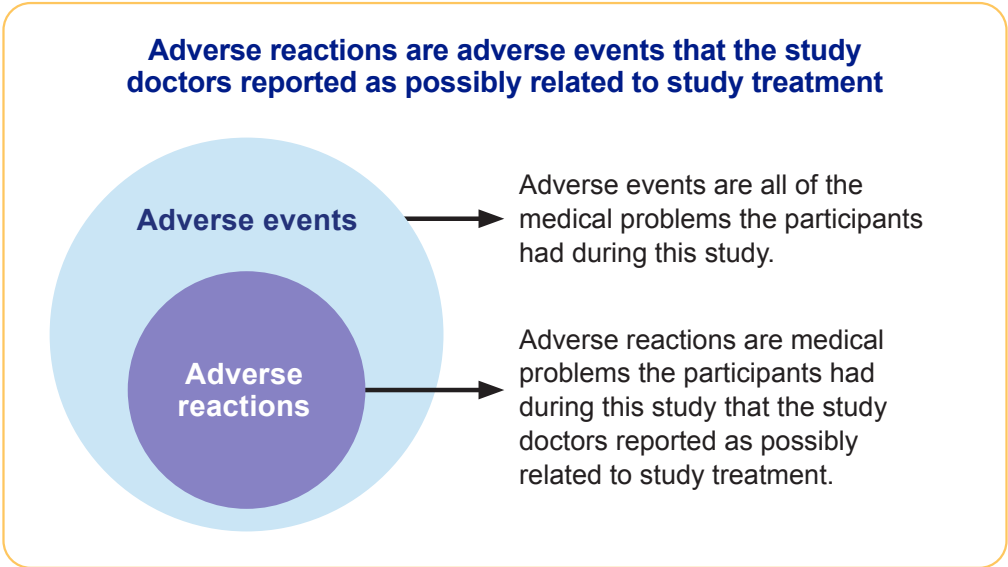 Adverse reactions are adverse events that the study
doctors reported as possibly related to study treatment
Adverse events
Adverse events are all of the
medical problems the participants
had during this study.
Adverse
reactions
Adverse reactions are medical
problems the participants had
during this study that the study
doctors reported as possibly
related to study treatment.